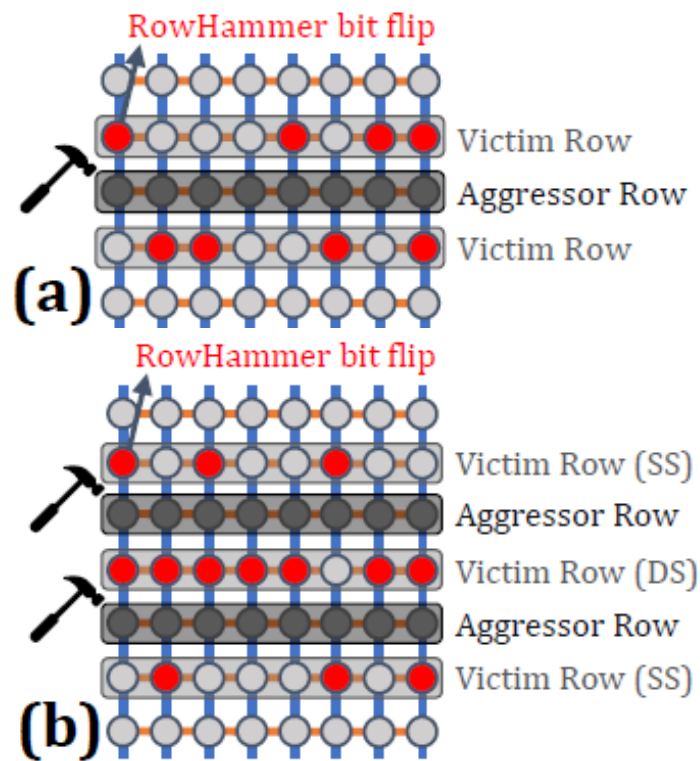 RowHammer bit flip
Victim Row
Aggressor Row
Victim Row
(a)
RowHammer bit flip
Victim Row (SS)
Aggressor Row
Victim Row (DS)
Aggressor Row
Victim Row (SS)
(b)